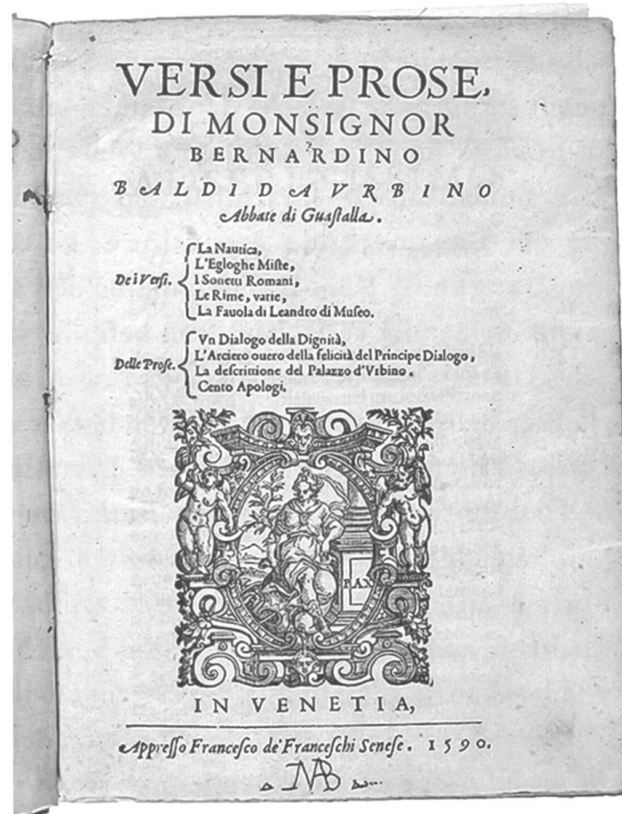 VERSI E PROSE,
DI MONSIGNOR
BERNARDINO
BALDI DA VRBINO
Abbate di Guaſtalla.
De i Verſi.
La Nautica,
L'Egloghe Miſte,
I Sonetti Romani,
Le Rime, varie,
La Fauola di Leandro di Muſeo.
Delle Proſe.
Vn Dialogo della Dignità,
L'Arciero ouero della felicità del Principe Dialogo,
La deſcrittione del Palazzo d'Vrbino.
Cento Apologi.
PAX
IN VENETIA,
Appreſſo Franceſco de' Franceſchi Seneſe. 1590.